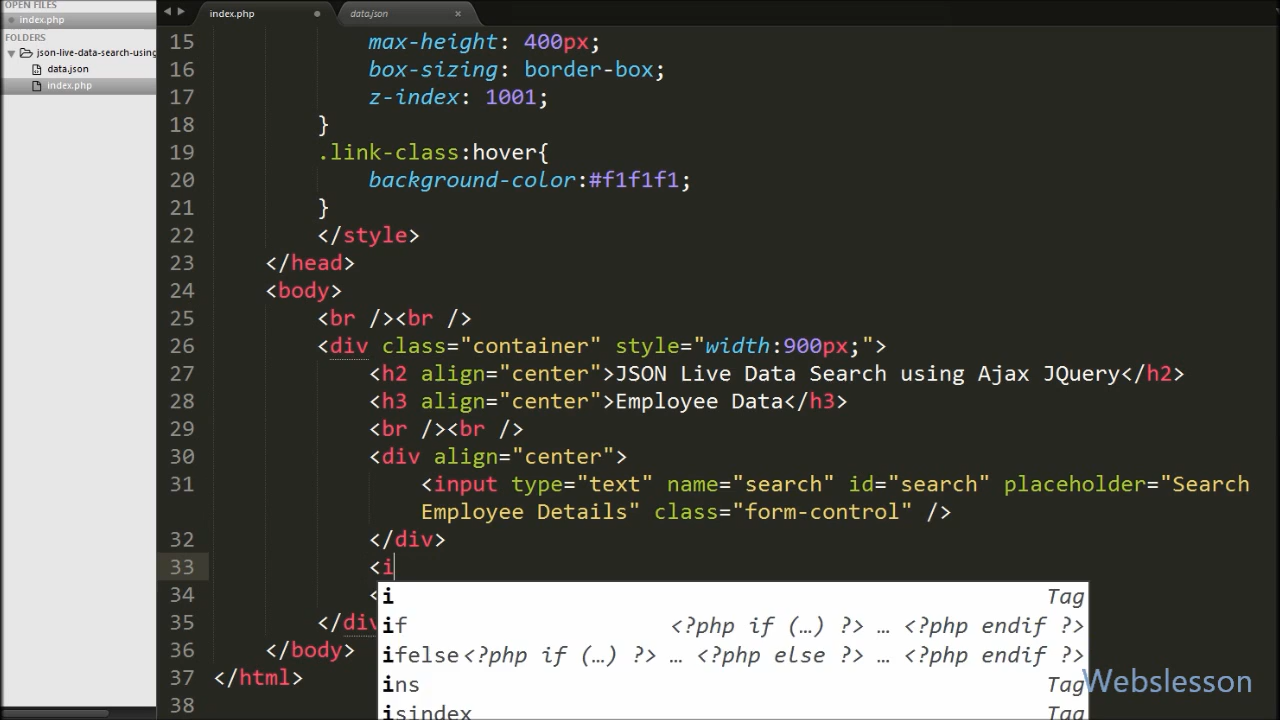 OPEN FILES
index.php
FOLDERS
json-live-data-search-using
data.json
index.php
index.php
data.json
15 max-height: 400px;
16 box-sizing: border-box;
17 z-index: 1001;
18 }
19 .link-class:hover{
20 background-color:#f1f1f1;
21 }
22 </style>
23 </head>
24 <body>
25 <br /><br />
26 <div class="container" style="width:900px;">
27 <h2 align="center">JSON Live Data Search using Ajax JQuery</h2>
28 <h3 align="center">Employee Data</h3>
29 <br /><br />
30 <div align="center">
31 <input type="text" name="search" id="search" placeholder="Search
Employee Details" class="form-control" />
32 </div>
33 <i
34 <
35 </div
36 </body>
37 </html>
38
i Tag
if <?php if (…) ?> … <?php endif ?>
ifelse <?php if (…) ?> … <?php else ?> … <?php endif ?>
ins Tag
isindex Tag
Webslesson